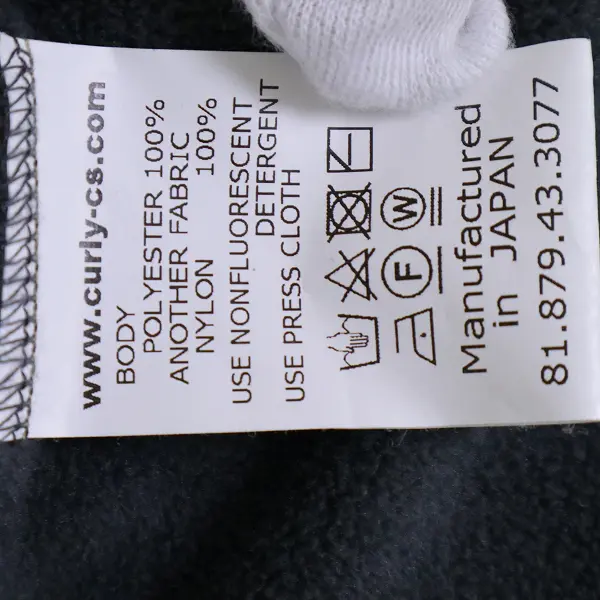 www.curly-cs.com
BODY
POLYESTER 100%
ANOTHER FABRIC
NYLON 100%
USE NONFLUORESCENT
DETERGENT
USE PRESS CLOTH
F W
Manufactured
in JAPAN
81.879.43.3077